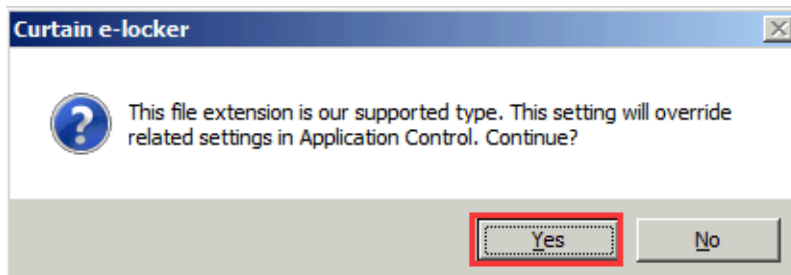 Curtain e-locker
This file extension is our supported type. This setting will override
related settings in Application Control. Continue?
Yes
No